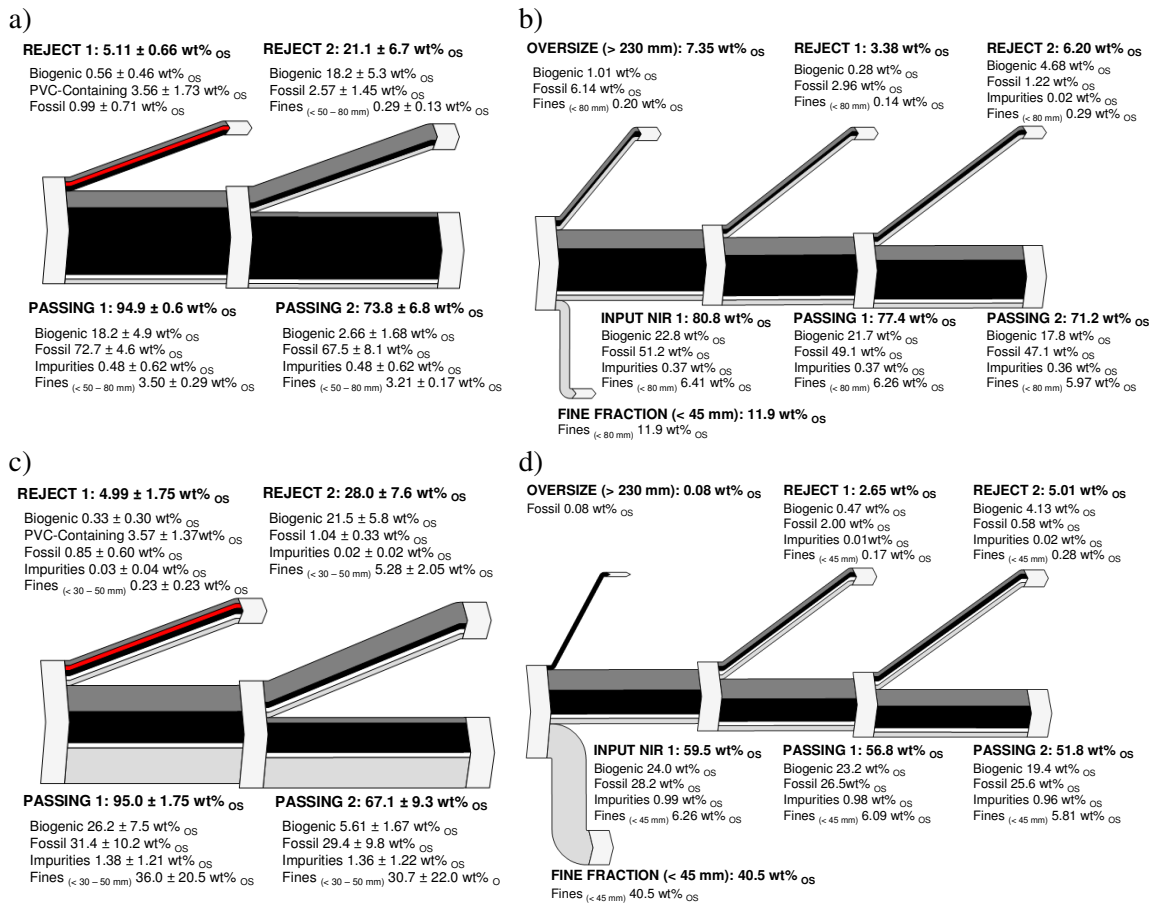 a)
REJECT 1: 5.11 ± 0.66 wt% OS
Biogenic 0.56 ± 0.46 wt% OS
PVC-Containing 3.56 ± 1.73 wt% OS
Fossil 0.99 ± 0.71 wt% OS
REJECT 2: 21.1 ± 6.7 wt% OS
Biogenic 18.2 ± 5.3 wt% OS
Fossil 2.57 ± 1.45 wt% OS
Fines (< 50 – 80 mm) 0.29 ± 0.13 wt% OS
PASSING 1: 94.9 ± 0.6 wt% OS
Biogenic 18.2 ± 4.9 wt% OS
Fossil 72.7 ± 4.6 wt% OS
Impurities 0.48 ± 0.62 wt% OS
Fines (< 50 – 80 mm) 3.50 ± 0.29 wt% OS
PASSING 2: 73.8 ± 6.8 wt% OS
Biogenic 2.66 ± 1.68 wt% OS
Fossil 67.5 ± 8.1 wt% OS
Impurities 0.48 ± 0.62 wt% OS
Fines (< 50 – 80 mm) 3.21 ± 0.17 wt% OS
b)
OVERSIZE (> 230 mm): 7.35 wt% OS
Biogenic 1.01 wt% OS
Fossil 6.14 wt% OS
Fines (< 80 mm) 0.20 wt% OS
REJECT 1: 3.38 wt% OS
Biogenic 0.28 wt% OS
Fossil 2.96 wt% OS
Fines (< 80 mm) 0.14 wt% OS
REJECT 2: 6.20 wt% OS
Biogenic 4.68 wt% OS
Fossil 1.22 wt% OS
Impurities 0.02 wt% OS
Fines (< 80 mm) 0.29 wt% OS
INPUT NIR 1: 80.8 wt% OS
Biogenic 22.8 wt% OS
Fossil 51.2 wt% OS
Impurities 0.37 wt% OS
Fines (< 80 mm) 6.41 wt% OS
PASSING 1: 77.4 wt% OS
Biogenic 21.7 wt% OS
Fossil 49.1 wt% OS
Impurities 0.37 wt% OS
Fines (< 80 mm) 6.26 wt% OS
PASSING 2: 71.2 wt% OS
Biogenic 17.8 wt% OS
Fossil 47.1 wt% OS
Impurities 0.36 wt% OS
Fines (< 80 mm) 5.97 wt% OS
FINE FRACTION (< 45 mm): 11.9 wt% OS
Fines (< 80 mm) 11.9 wt% OS
c)
REJECT 1: 4.99 ± 1.75 wt% OS
Biogenic 0.33 ± 0.30 wt% OS
PVC-Containing 3.57 ± 1.37wt% OS
Fossil 0.85 ± 0.60 wt% OS
Impurities 0.03 ± 0.04 wt% OS
Fines (< 30 – 50 mm) 0.23 ± 0.23 wt% OS
REJECT 2: 28.0 ± 7.6 wt% OS
Biogenic 21.5 ± 5.8 wt% OS
Fossil 1.04 ± 0.33 wt% OS
Impurities 0.02 ± 0.02 wt% OS
Fines (< 30 – 50 mm) 5.28 ± 2.05 wt% OS
PASSING 1: 95.0 ± 1.75 wt% OS
Biogenic 26.2 ± 7.5 wt% OS
Fossil 31.4 ± 10.2 wt% OS
Impurities 1.38 ± 1.21 wt% OS
Fines (< 30 – 50 mm) 36.0 ± 20.5 wt% OS
PASSING 2: 67.1 ± 9.3 wt% OS
Biogenic 5.61 ± 1.67 wt% OS
Fossil 29.4 ± 9.8 wt% OS
Impurities 1.36 ± 1.22 wt% OS
Fines (< 30 – 50 mm) 30.7 ± 22.0 wt% O
d)
OVERSIZE (> 230 mm): 0.08 wt% OS
Fossil 0.08 wt% OS
REJECT 1: 2.65 wt% OS
Biogenic 0.47 wt% OS
Fossil 2.00 wt% OS
Impurities 0.01wt% OS
Fines (< 45 mm) 0.17 wt% OS
REJECT 2: 5.01 wt% OS
Biogenic 4.13 wt% OS
Fossil 0.58 wt% OS
Impurities 0.02 wt% OS
Fines (< 45 mm) 0.28 wt% OS
INPUT NIR 1: 59.5 wt% OS
Biogenic 24.0 wt% OS
Fossil 28.2 wt% OS
Impurities 0.99 wt% OS
Fines (< 45 mm) 6.26 wt% OS
PASSING 1: 56.8 wt% OS
Biogenic 23.2 wt% OS
Fossil 26.5wt% OS
Impurities 0.98 wt% OS
Fines (< 45 mm) 6.09 wt% OS
PASSING 2: 51.8 wt% OS
Biogenic 19.4 wt% OS
Fossil 25.6 wt% OS
Impurities 0.96 wt% OS
Fines (< 45 mm) 5.81 wt% OS
FINE FRACTION (< 45 mm): 40.5 wt% OS
Fines (< 45 mm) 40.5 wt% OS